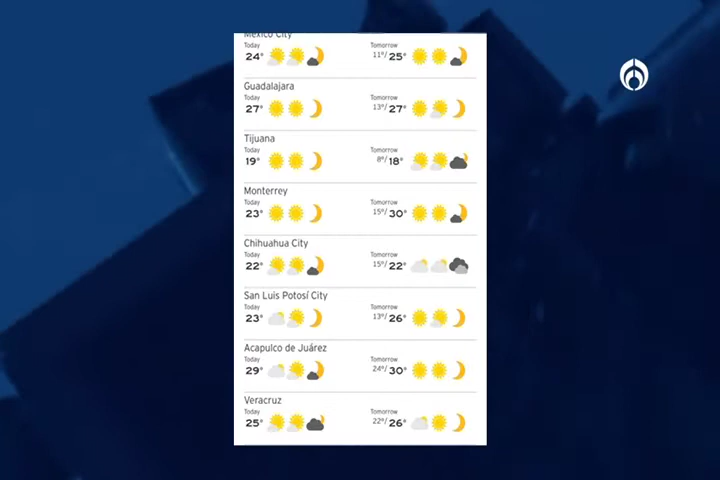 Mexico City
Today Tomorrow
24° 11°/ 25°
Guadalajara
Today Tomorrow
27° 13°/ 27°
Tijuana
Today Tomorrow
19° 8°/ 18°
Monterrey
Today Tomorrow
23° 15°/ 30°
Chihuahua City
Today Tomorrow
22° 15°/ 22°
San Luis Potosí City
Today Tomorrow
23° 13°/ 26°
Acapulco de Juárez
Today Tomorrow
29° 24°/ 30°
Veracruz
Today Tomorrow
25° 22°/ 26°